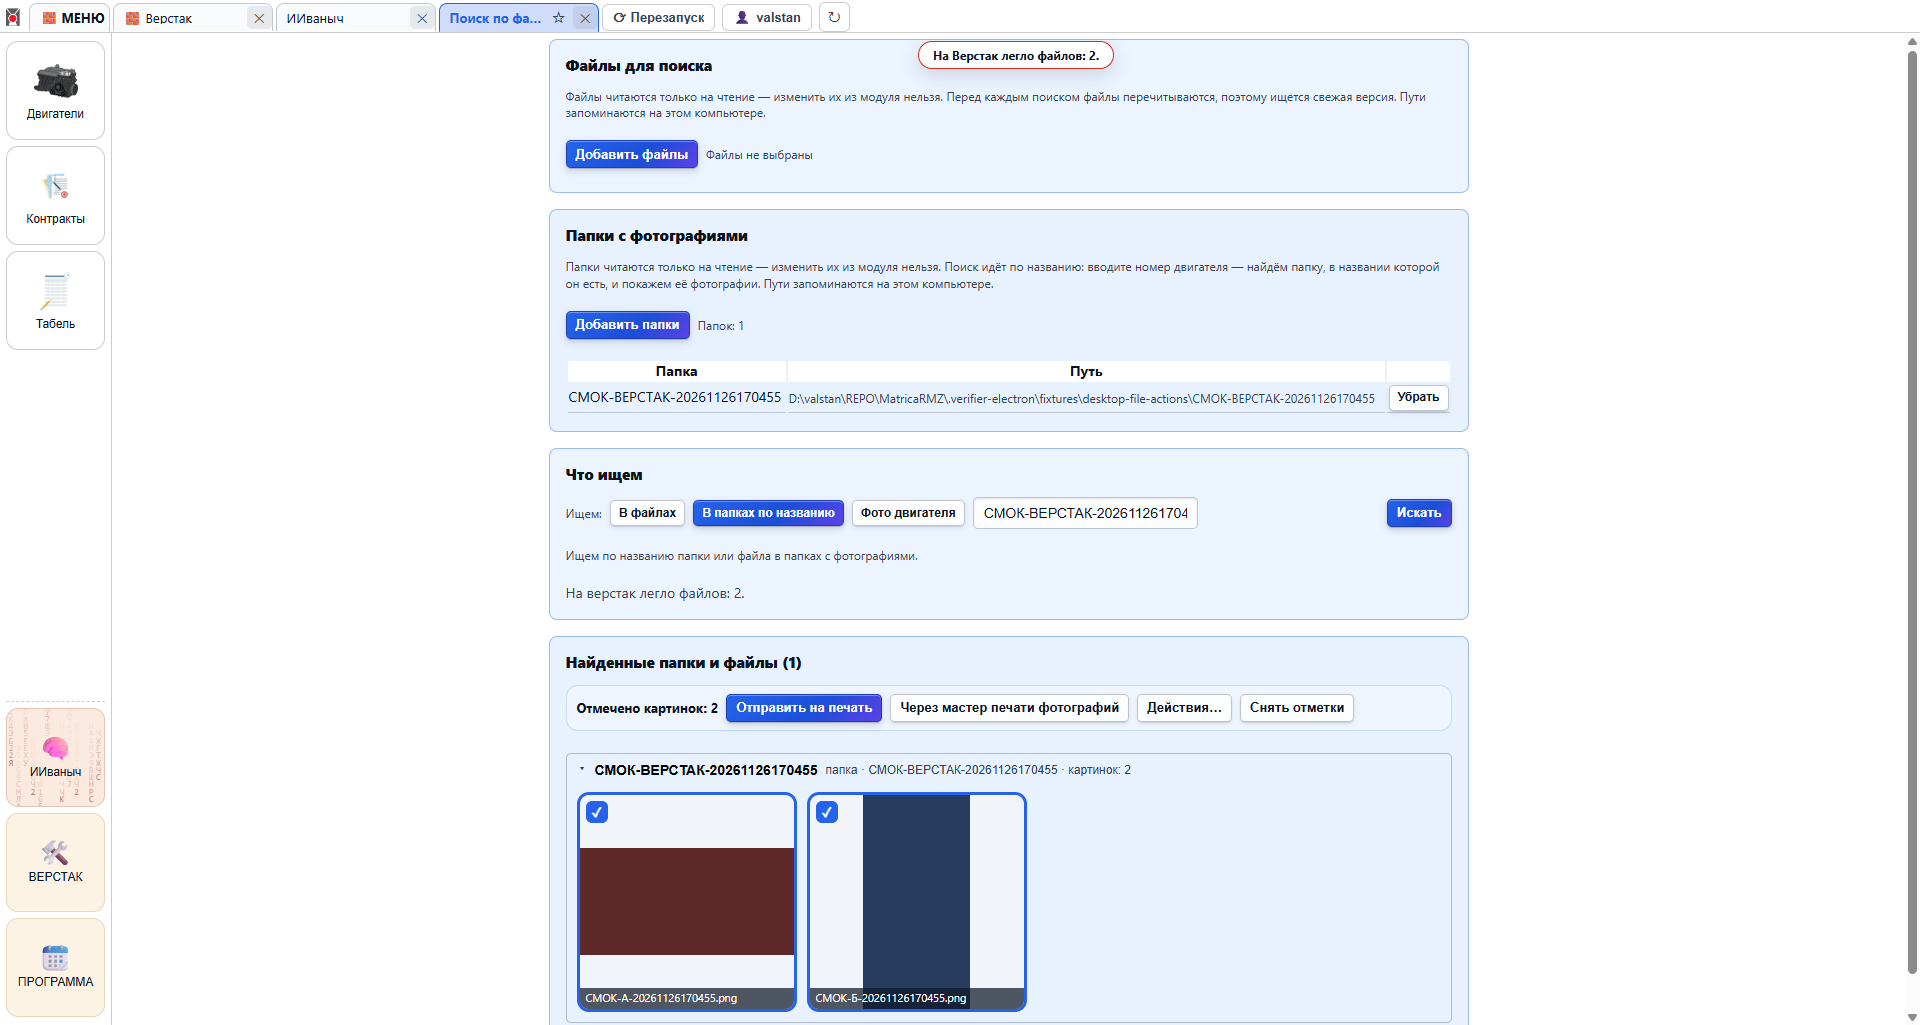 МЕНЮ
Верстак
ИИваныч
Поиск по фа...
Перезапуск
valstan
Двигатели
Контракты
Табель
ИИваныч
ВЕРСТАК
ПРОГРАММА
На Верстак легло файлов: 2.
Файлы для поиска
Файлы читаются только на чтение — изменить их из модуля нельзя. Перед каждым поиском файлы перечитываются, поэтому ищется свежая версия. Пути
запоминаются на этом компьютере.
Добавить файлы
Файлы не выбраны
Папки с фотографиями
Папки читаются только на чтение — изменить их из модуля нельзя. Поиск идёт по названию: вводите номер двигателя — найдём папку, в названии которой
он есть, и покажем её фотографии. Пути запоминаются на этом компьютере.
Добавить папки
Папок: 1
Папка
Путь
СМОК-ВЕРСТАК-20261126170455
D:\valstan\REPO\MatricaRMZ\.verifier-electron\fixtures\desktop-file-actions\СМОК-ВЕРСТАК-20261126170455
Убрать
Что ищем
Ищем:
В файлах
В папках по названию
Фото двигателя
СМОК-ВЕРСТАК-202611261704
Искать
Ищем по названию папки или файла в папках с фотографиями.
На верстак легло файлов: 2.
Найденные папки и файлы (1)
Отмечено картинок: 2
Отправить на печать
Через мастер печати фотографий
Действия...
Снять отметки
СМОК-ВЕРСТАК-20261126170455
папка · СМОК-ВЕРСТАК-20261126170455 · картинок: 2
СМОК-А-20261126170455.png
СМОК-Б-20261126170455.png